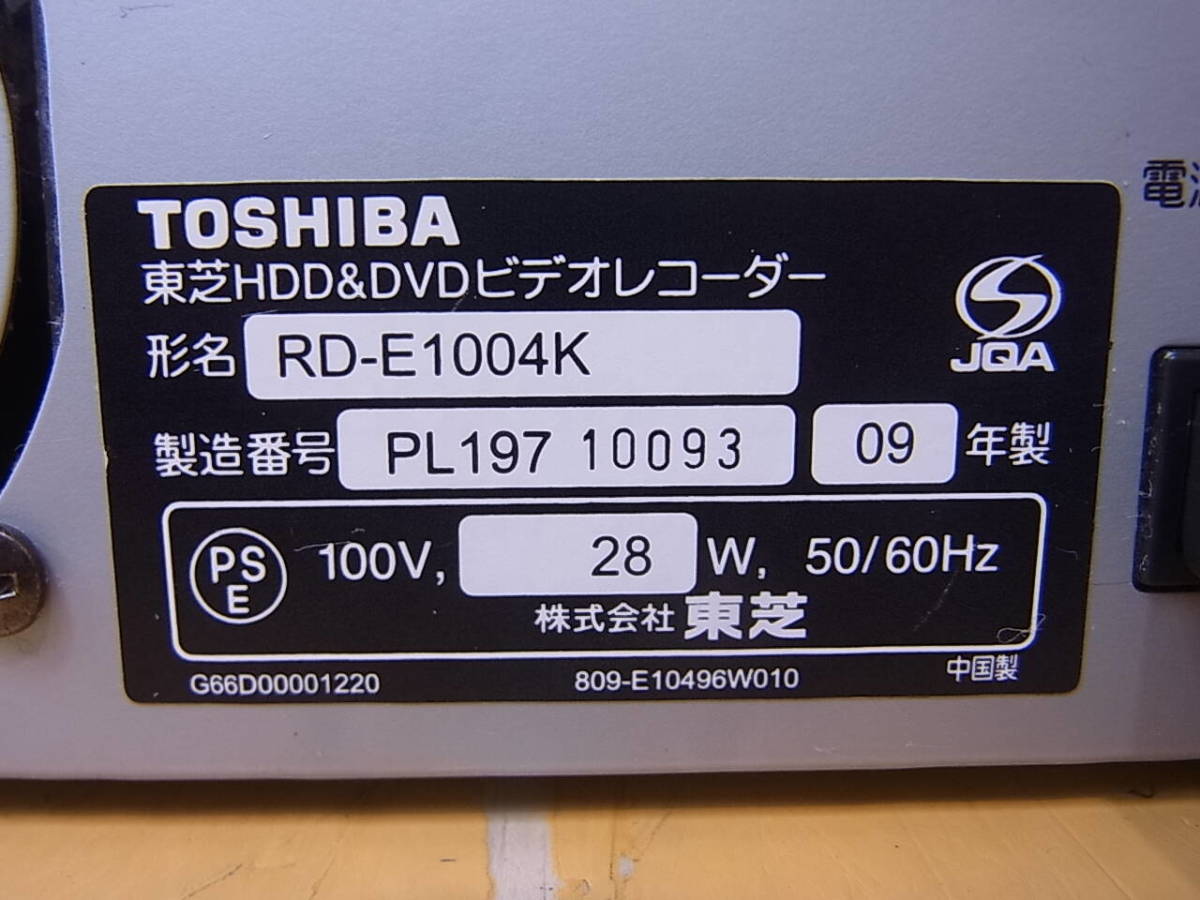 TOSHIBA
東芝HDD&DVDビデオレコーダー
形名 RD-E1004K
JQA
製造番号 PL197 10093 09 年製
PS E 100V, 28 W, 50/60Hz
株式会社 東芝
G66D00001220 809-E10496W010 中国製
電